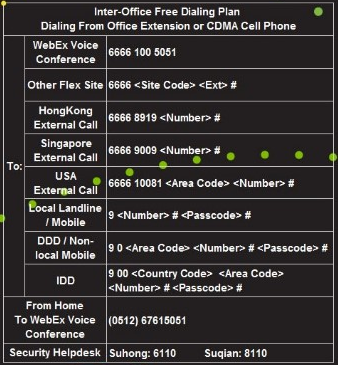 Inter-Office Free Dialing Plan
Dialing From Office Extension or CDMA Cell Phone
To:
WebEx Voice
Conference
6666 100 5051
Other Flex Site
6666 <Site Code> <Ext> #
HongKong
External Call
6666 8919 <Number> #
Singapore
External Call
6666 9009 <Number> #
USA
External Call
6666 10081 <Area Code> <Number> #
Local Landline
/ Mobile
9 <Number> # <Passcode> #
DDD / Non-
local Mobile
9 0 <Area Code> <Number> # <Passcode> #
IDD
9 00 <Country Code>  <Area Code>
<Number> # <Passcode> #
From Home
To WebEx Voice
Conference
(0512) 67615051
Security Helpdesk
Suhong: 6110 Suqian: 8110